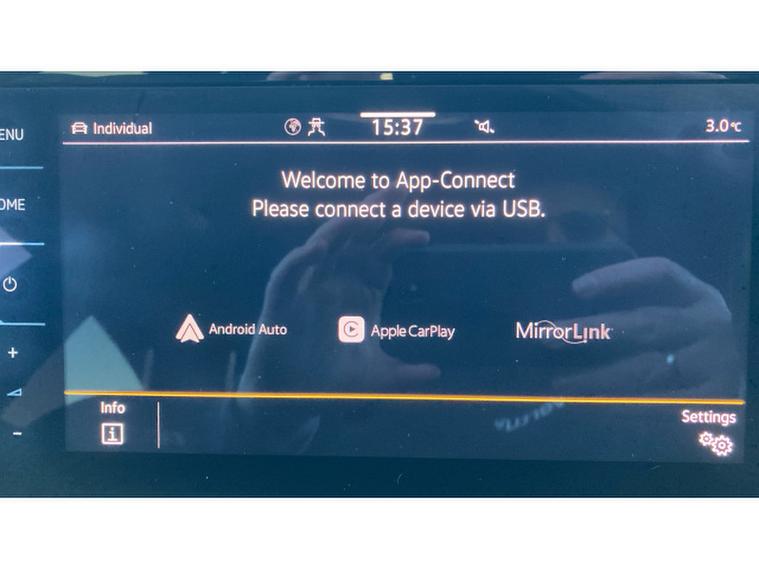 ENU
OME
Individual
15:37
3.0°C
Welcome to App-Connect
Please connect a device via USB.
Android Auto
Apple CarPlay
MirrorLink
Info
i
Settings
+
-